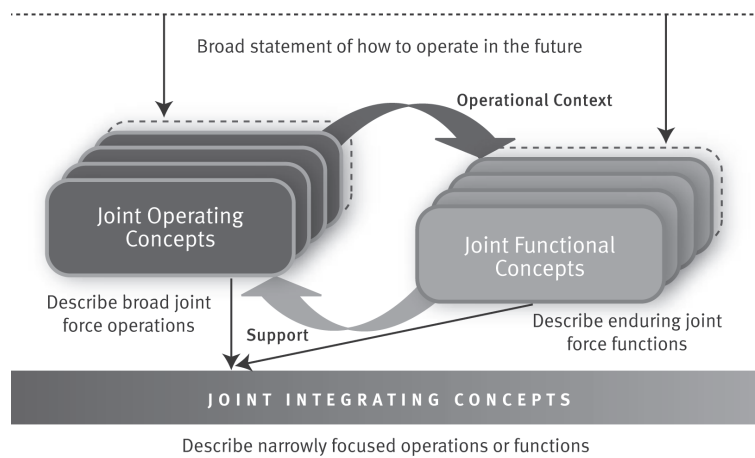 Broad statement of how to operate in the future
Operational Context
Joint Operating
Concepts
Joint Functional
Concepts
Describe broad joint
force operations
Support
Describe enduring joint
force functions
JOINT INTEGRATING CONCEPTS
Describe narrowly focused operations or functions